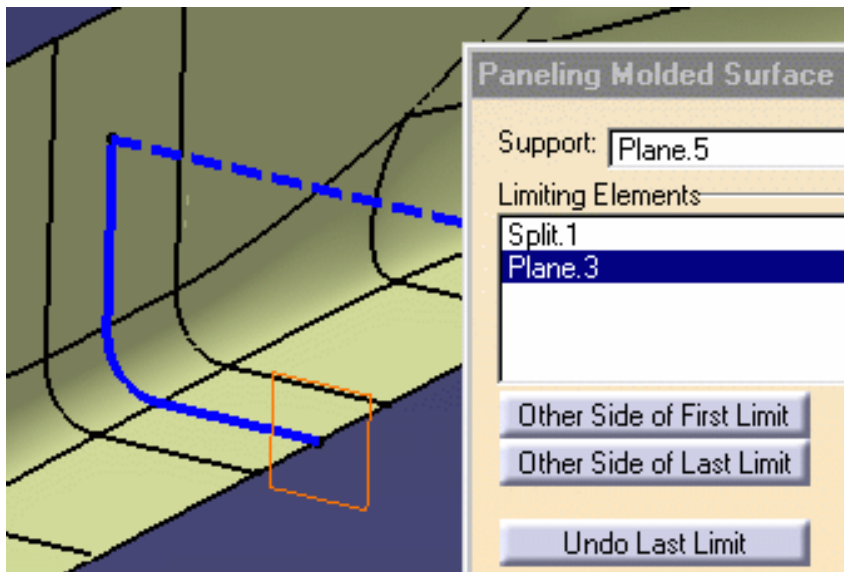 Paneling Molded Surface
Support: Plane.5
Limiting Elements
Split.1
Plane.3
Other Side of First Limit
Other Side of Last Limit
Undo Last Limit